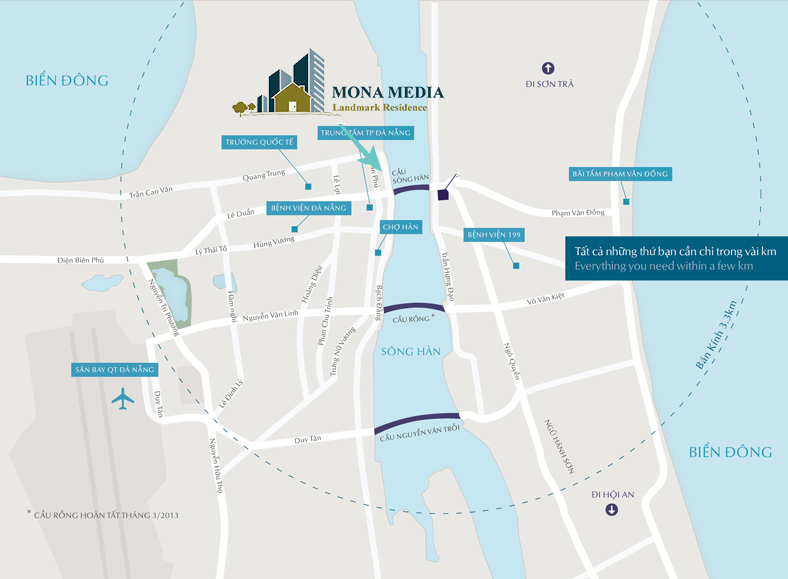 BIỂN ĐÔNG
MONA MEDIA
Landmark Residence
ĐI SƠN TRÀ
TRUNG TÂM TP ĐÀ NẴNG
TRƯỜNG QUỐC TẾ
CẦU
SÔNG HÀN
BÃI TẮM PHẠM VĂN ĐỒNG
Quang Trung
Lê Lợi
Trần Cao Vân
Lê Duẩn
BỆNH VIỆN ĐÀ NẴNG
Phạm Văn Đồng
CHỢ HÀN
BỆNH VIỆN 199
Hùng Vương
Lý Thái Tổ
Điện Biên Phủ
Tất cả những thứ bạn cần chỉ trong vài km
Everything you need within a few km
Trần Hưng Đạo
Hoàng Diệu
Nguyễn Tri Phương
Hàm nghi
Phan Chu Trinh
Bạch Đằng
Võ Văn Kiệt
Nguyễn Văn Linh
CẦU RỒNG *
Bán Kính 3.3km
Trưng Nữ Vương
SÔNG HÀN
Ngô Quyền
SÂN BAY QT ĐÀ NẴNG
Lê Đình Lý
Duy Tân
Duy Tân
CẦU NGUYỄN VĂN TRỖI
NGŨ HÀNH SƠN
BIỂN ĐÔNG
Nguyễn Hữu Thọ
ĐI HỘI AN
* CẦU RỒNG HOÀN TẤT THÁNG 3/2013